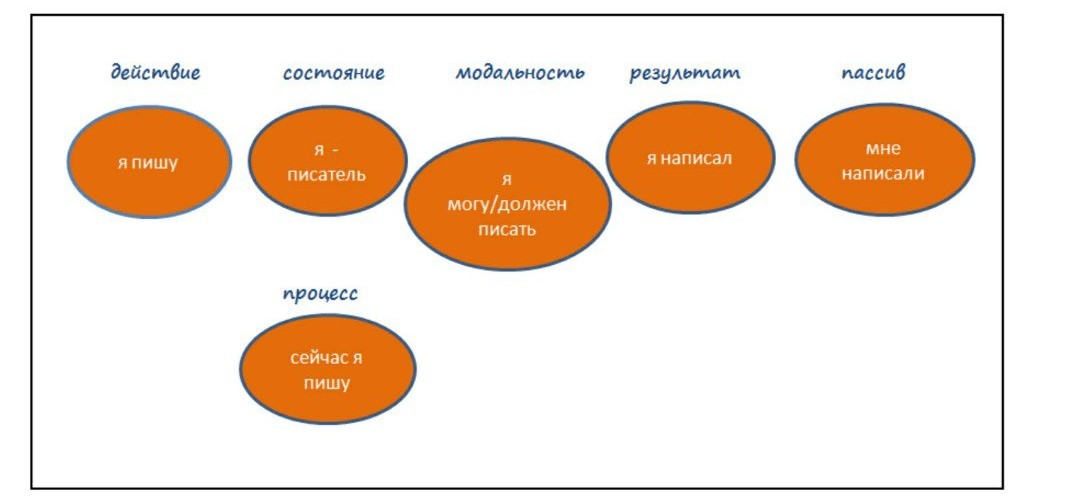 действие
состояние
модальность
результат
пассив
я пишу
я -
писатель
я
могу/должен
писать
я написал
мне
написали
процесс
сейчас я
пишу